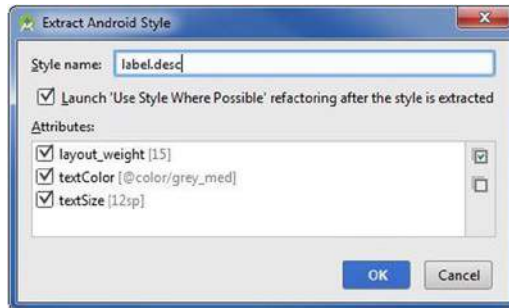 Extract Android Style
Style name: label.desc
Launch 'Use Style Where Possible' refactoring after the style is extracted
Attributes:
layout_weight [15]
textColor [@color/grey_med]
textSize [12sp]
OK Cancel